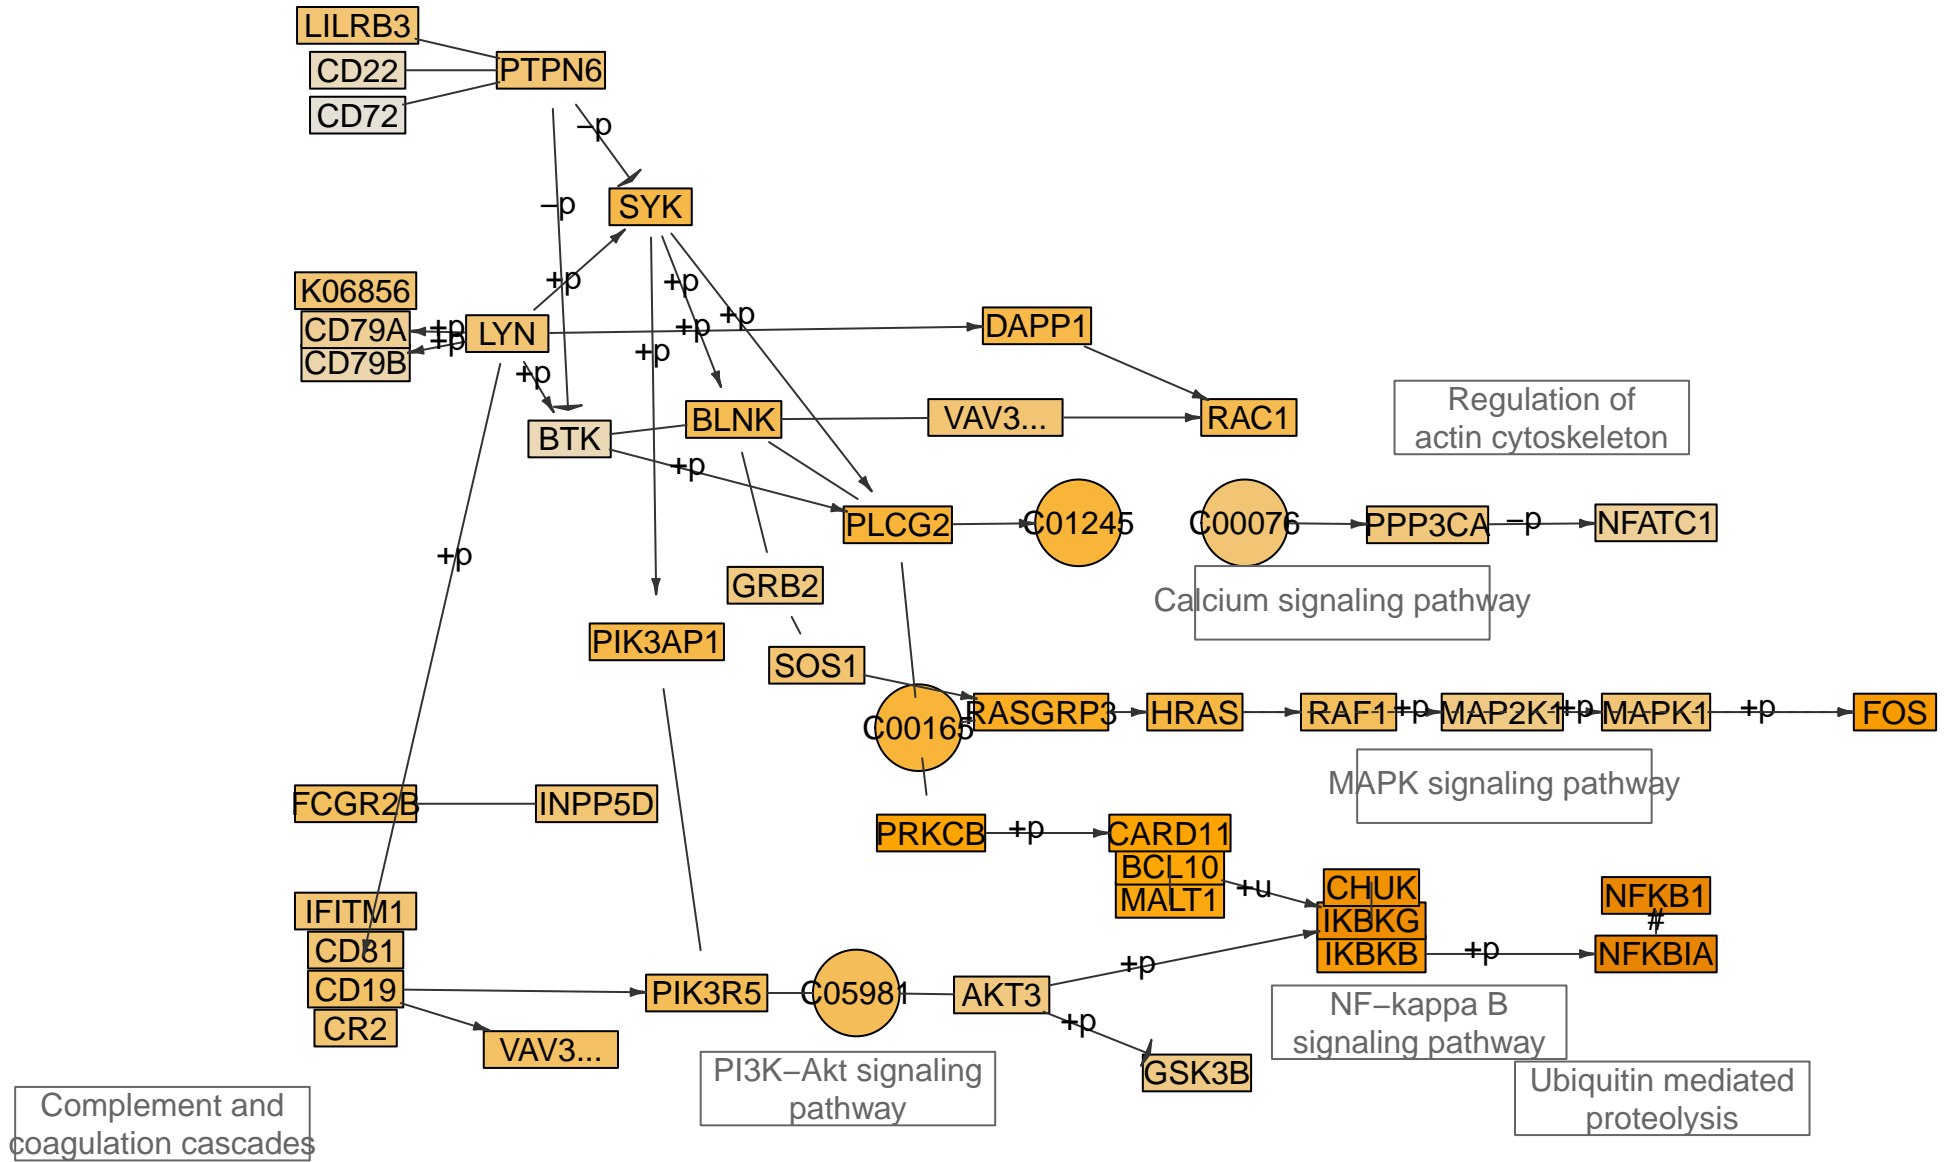 LILRB3
CD22
PTPN6
CD72
–p
–p
SYK
+p
+p
K06856
CD79A
+p
+p
CD79B
LYN
+p
+p
+p
DAPP1
+p
+p
BTK
BLNK
VAV3...
RAC1
Regulation of
actin cytoskeleton
+p
PLCG2
C01245
C00076
PPP3CA
–p
NFATC1
+p
GRB2
Calcium signaling pathway
PIK3AP1
SOS1
C00165
RASGRP3
HRAS
RAF1
+p
MAP2K1
+p
MAPK1
+p
FOS
MAPK signaling pathway
FCGR2B
INPP5D
PRKCB
+p
CARD11
BCL10
MALT1
+u
CHUK
IKBKG
IKBKB
NFKB1
#
+p
NFKBIA
IFITM1
CD81
CD19
CR2
VAV3...
PIK3R5
C05981
AKT3
+p
+p
GSK3B
NF–kappa B
signaling pathway
PI3K–Akt signaling
pathway
Ubiquitin mediated
proteolysis
Complement and
coagulation cascades